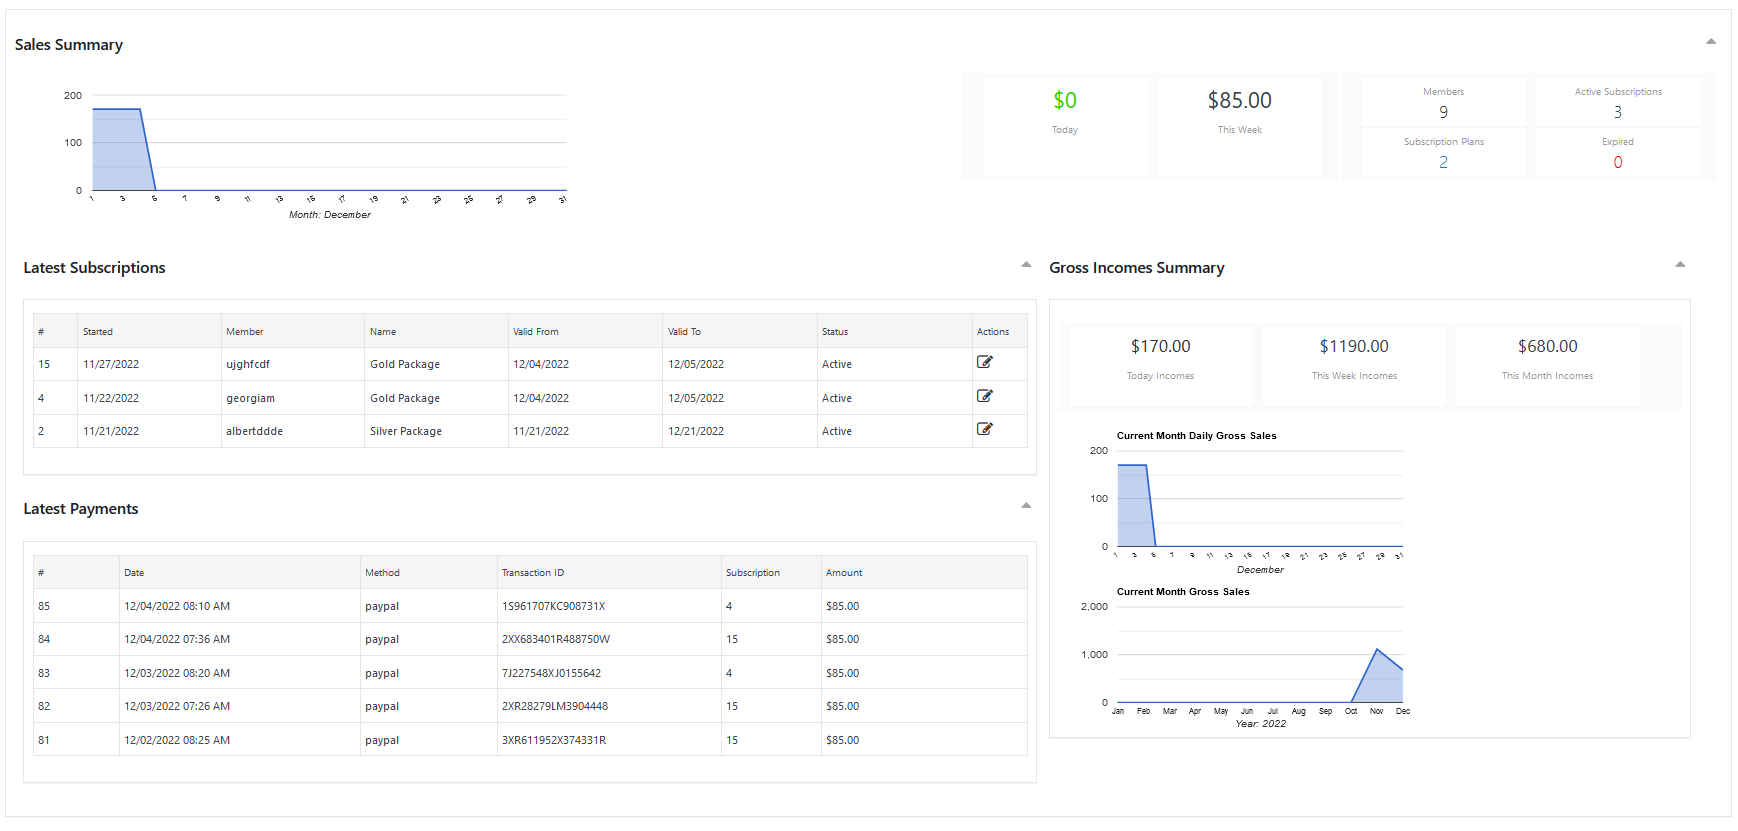 Sales Summary
200
100
0
1 3 5 7 9 11 13 15 17 19 21 23 25 27 29 31
Month: December
$0
Today
$85.00
This Week
Members
9
Active Subscriptions
3
Subscription Plans
2
Expired
0
Latest Subscriptions
# Started Member Name Valid From Valid To Status Actions
15 11/27/2022 ujghfcdf Gold Package 12/04/2022 12/05/2022 Active
4 11/22/2022 georgiam Gold Package 12/04/2022 12/05/2022 Active
2 11/21/2022 albertddde Silver Package 11/21/2022 12/21/2022 Active
Latest Payments
# Date Method Transaction ID Subscription Amount
85 12/04/2022 08:10 AM paypal 1S961707KC908731X 4 $85.00
84 12/04/2022 07:36 AM paypal 2XX683401R488750W 15 $85.00
83 12/03/2022 08:20 AM paypal 7J227548XJ0155642 4 $85.00
82 12/03/2022 07:26 AM paypal 2XR28279LM3904448 15 $85.00
81 12/02/2022 08:25 AM paypal 3XR611952X374331R 15 $85.00
Gross Incomes Summary
$170.00
Today Incomes
$1190.00
This Week Incomes
$680.00
This Month Incomes
Current Month Daily Gross Sales
200
100
0
1 3 5 7 9 11 13 15 17 19 21 23 25 27 29 31
December
Current Month Gross Sales
2,000
1,000
0
Jan Feb Mar Apr May Jun Jul Aug Sep Oct Nov Dec
Year: 2022